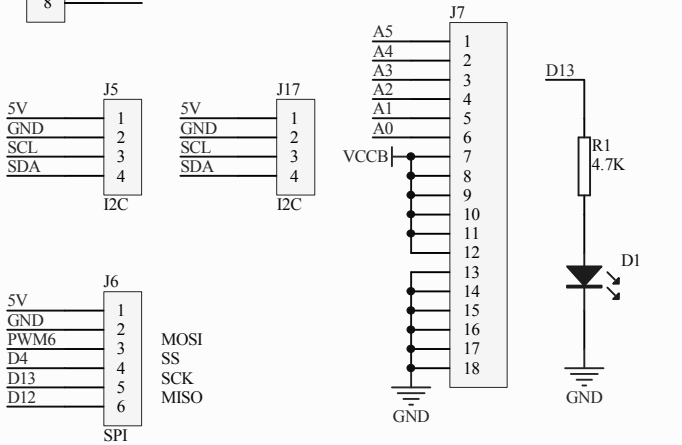 8
J5
5V 1
GND 2
SCL 3
SDA 4
I2C
J17
5V 1
GND 2
SCL 3
SDA 4
I2C
J6
5V 1
GND 2
PWM6 3 MOSI
D4 4 SS
D13 5 SCK
D12 6 MISO
SPI
J7
A5 1
A4 2
A3 3
A2 4
A1 5
A0 6
VCCB 7
8
9
10
11
12
13
14
15
16
17
18
GND
D13
R1
4.7K
D1
GND